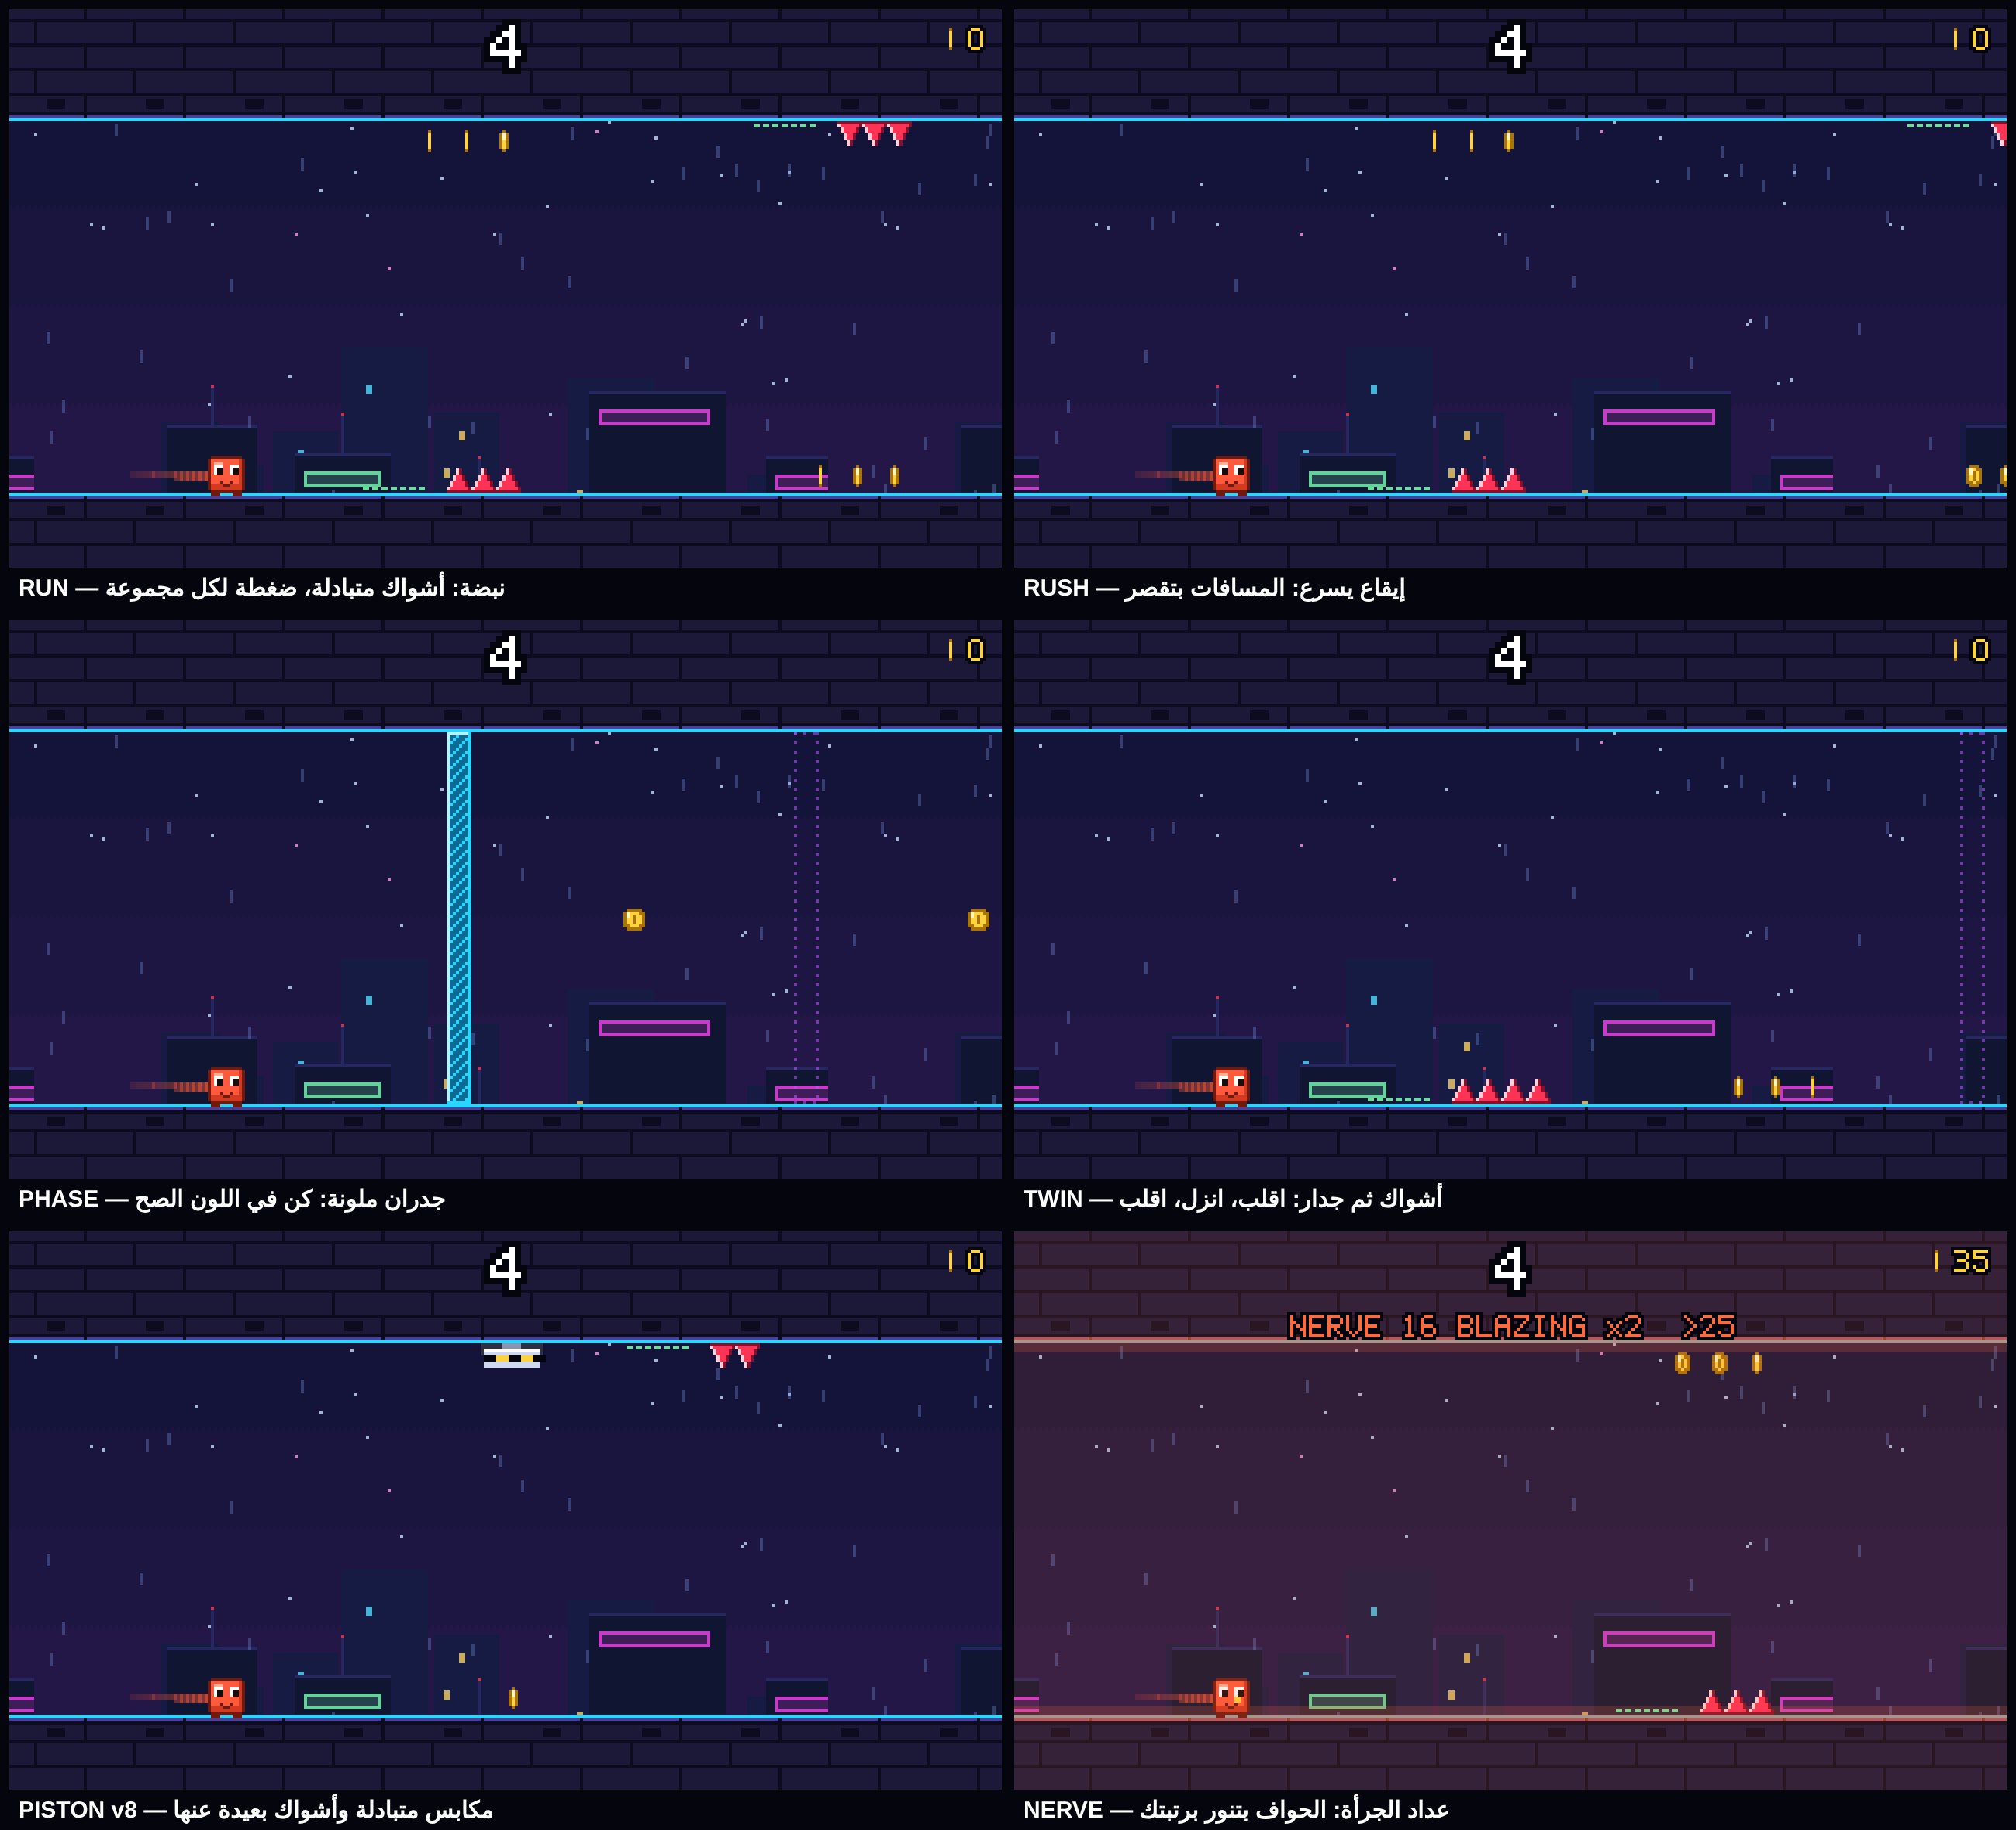 4
0
RUN — نبضة: أشواك متبادلة، ضغطة لكل مجموعة
4
0
RUSH — إيقاع يسرع: المسافات بتقصر
4
0
PHASE — جدران ملونة: كن في اللون الصح
4
0
TWIN — أشواك ثم جدار: اقلب، انزل، اقلب
4
0
PISTON v8 — مكابس متبادلة وأشواك بعيدة عنها
4
35
NERVE 16 BLAZING x2 >25
NERVE — عداد الجرأة: الحواف بتنور برتبتك